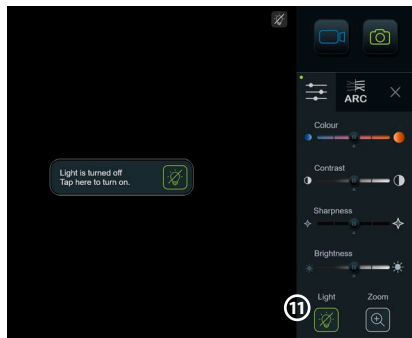 ARC
Colour
Light is turned off
Tap here to turn on.
Contrast
Sharpness
Brightness
Light
Zoom
11